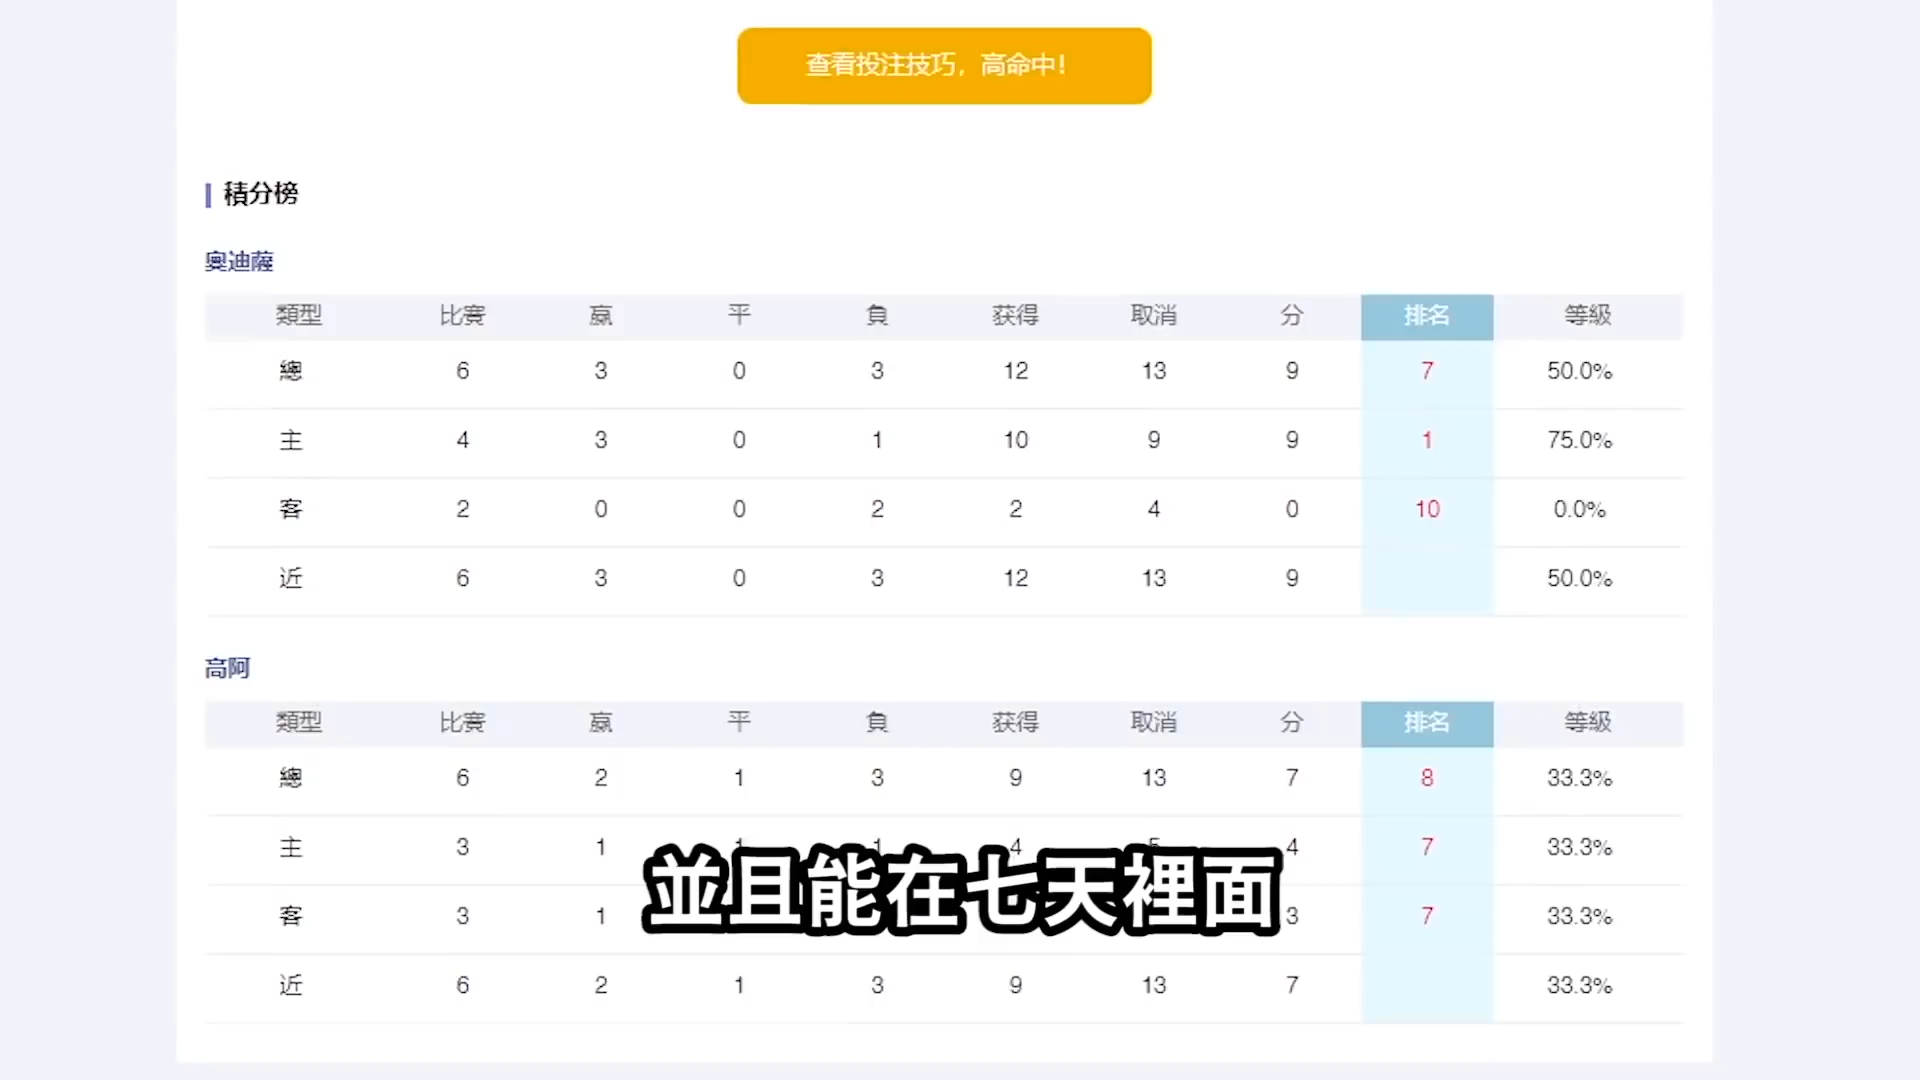 查看投注技巧，高命中！
積分榜
奧迪薩
類型 比賽 贏 平 負 获得 取消 分 排名 等級
總 6 3 0 3 12 13 9 7 50.0%
主 4 3 0 1 10 9 9 1 75.0%
客 2 0 0 2 2 4 0 10 0.0%
近 6 3 0 3 12 13 9 50.0%
高阿
類型 比賽 贏 平 負 获得 取消 分 排名 等級
總 6 2 1 3 9 13 7 8 33.3%
主 3 1 1 1 4 5 4 7 33.3%
並且能在七天裡面
客 3 1 3 7 33.3%
近 6 2 1 3 9 13 7 33.3%